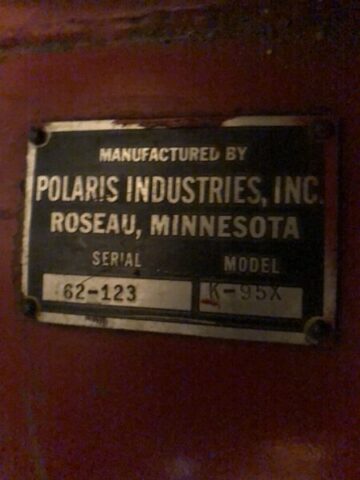 MANUFACTURED BY
POLARIS INDUSTRIES, INC.
ROSEAU, MINNESOTA
SERIAL MODEL
62-123 K-95X